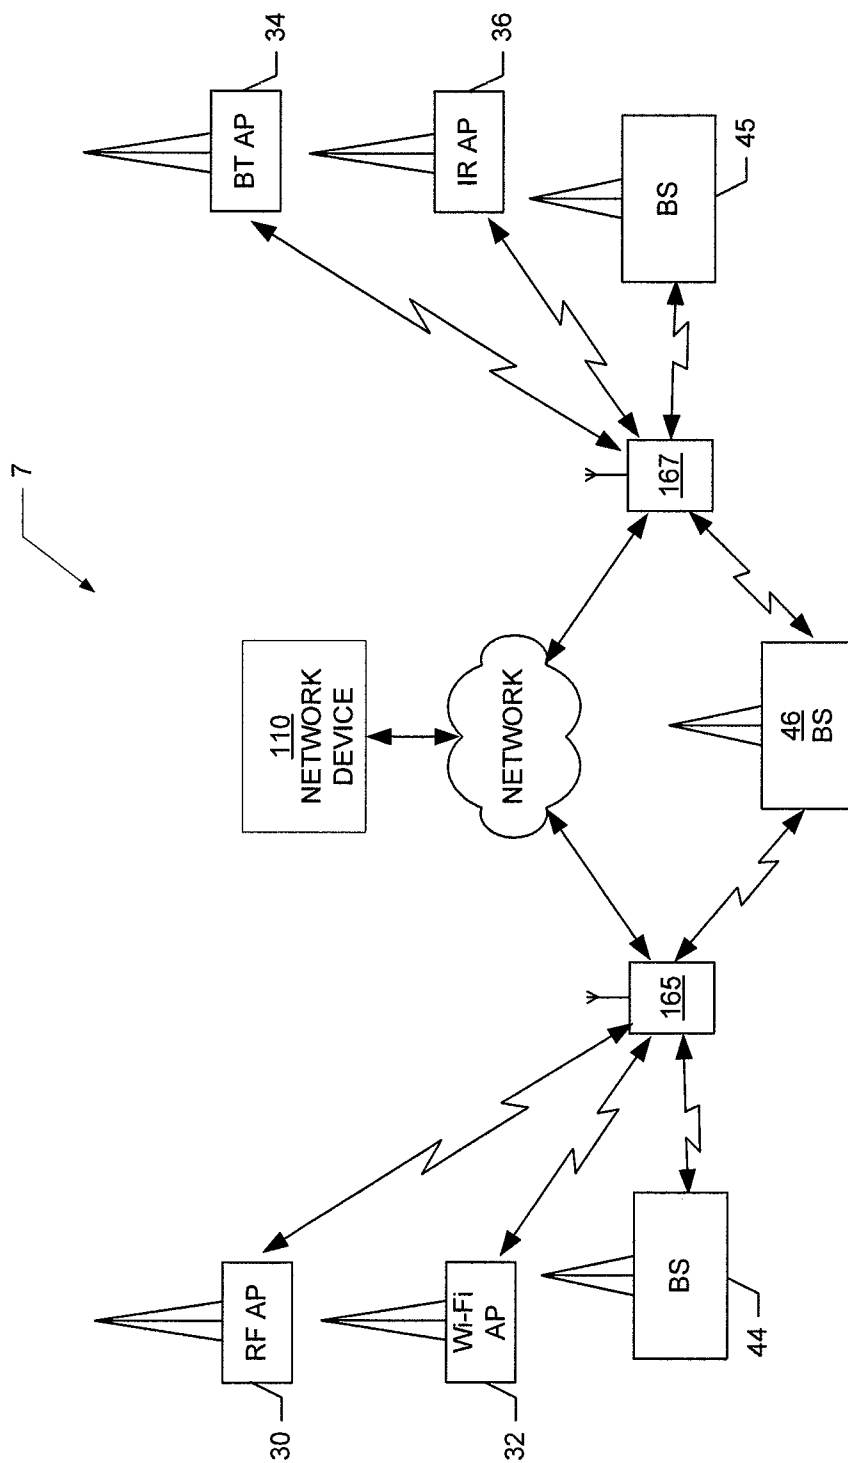 7
110
NETWORK
DEVICE
NETWORK
30
RF AP
32
Wi-Fi
AP
44
BS
165
46
BS
167
34
BT AP
36
IR AP
45
BS